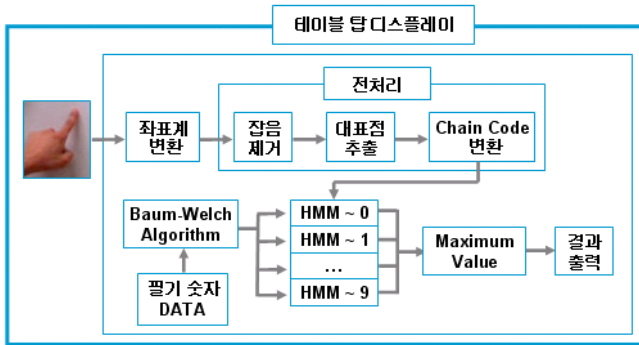 테이블 탑 디스플레이
전처리
좌표계
변환
잡음
제거
대표점
추출
Chain Code
변환
Baum-Welch
Algorithm
필기 숫자
DATA
HMM ~ 0
HMM ~ 1
...
HMM ~ 9
Maximum
Value
결과
출력